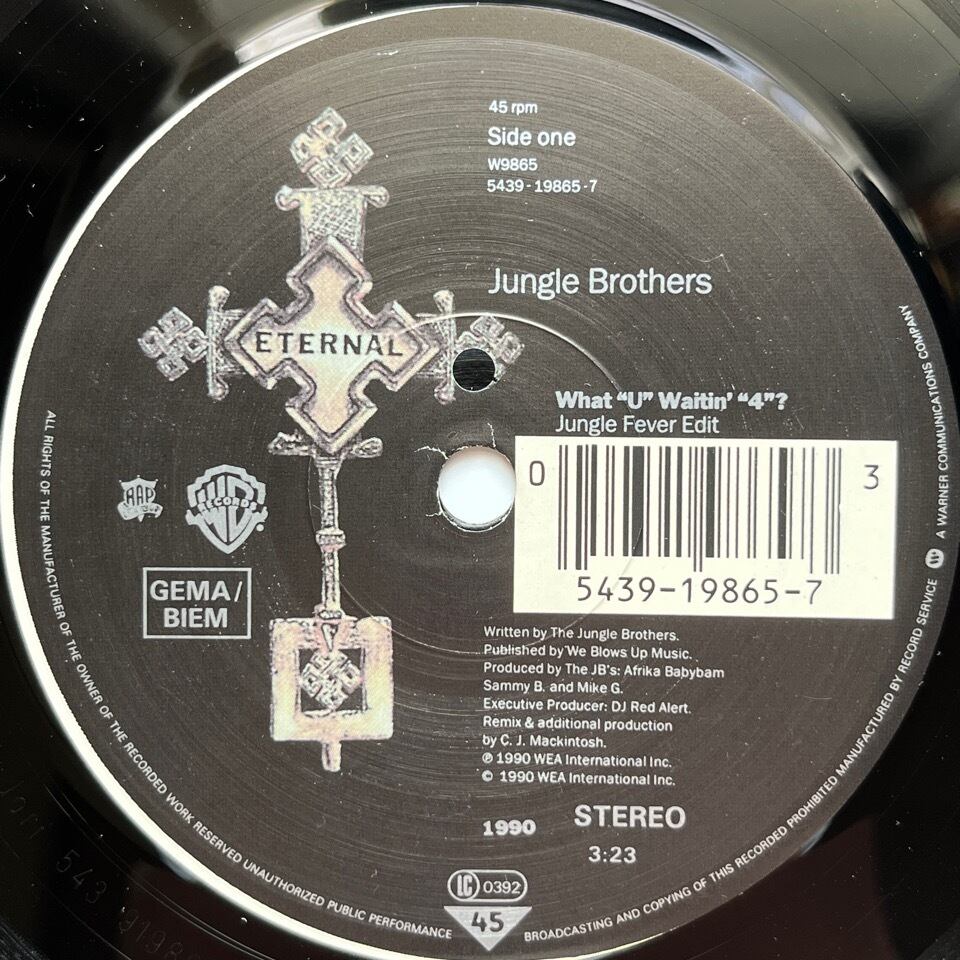 45 rpm
Side one
W9865
5439-19865-7
Jungle Brothers
ETERNAL
What “U” Waitin’ “4”?
Jungle Fever Edit
0 3
5439-19865-7
RAP
RECORDS
GEMA/
BIEM
Written by The Jungle Brothers.
Published by We Blows Up Music.
Produced by The JB's: Afrika Babybam
Sammy B. and Mike G.
Executive Producer: DJ Red Alert.
Remix & additional production
by C. J. Mackintosh.
℗ 1990 WEA International Inc.
© 1990 WEA International Inc.
1990 STEREO
3:23
LC 0392
45
ALL RIGHTS OF THE MANUFACTURER OF THE OWNER OF THE RECORDED WORK RESERVED UNAUTHORIZED PUBLIC PERFORMANCE BROADCASTING AND COPYING OF THIS RECORDED PROHIBITED MANUFACTURED BY RECORD SERVICE A WARNER COMMUNICATIONS COMPANY